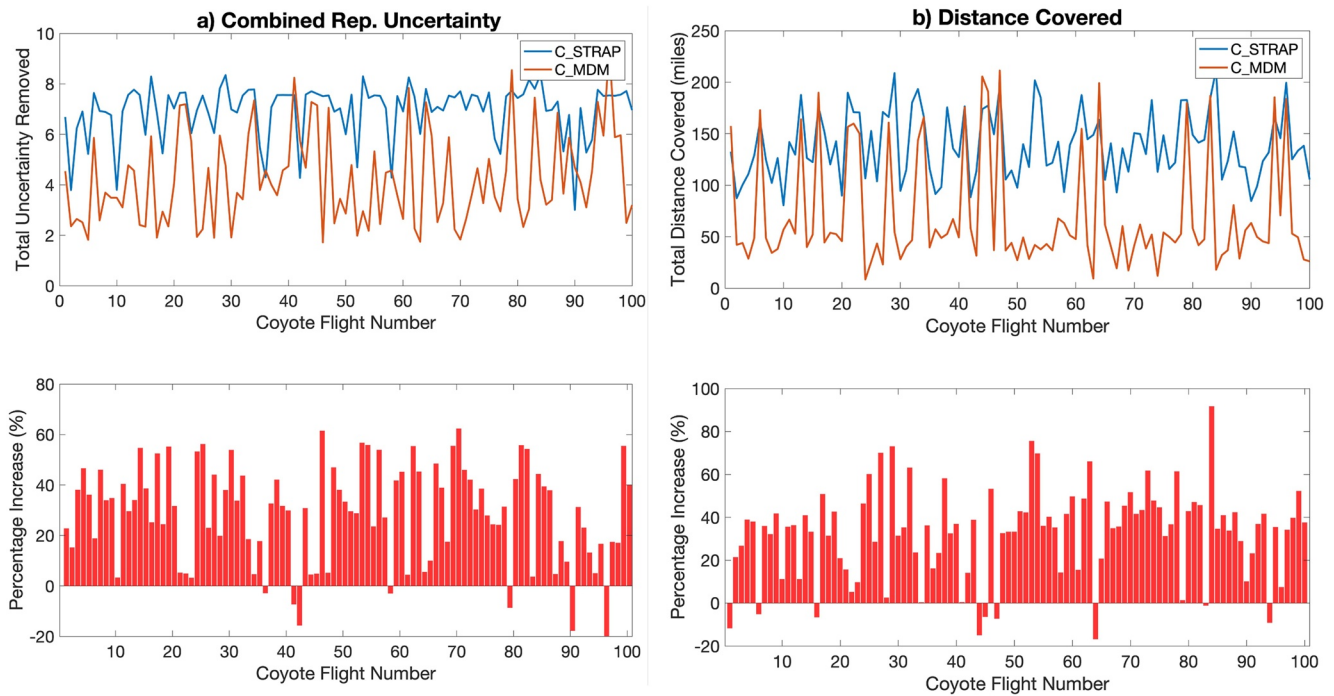 a) Combined Rep. Uncertainty
Total Uncertainty Removed
10
8
6
4
2
0
C_STRAP
C_MDM
0 10 20 30 40 50 60 70 80 90 100
Coyote Flight Number
b) Distance Covered
Total Distance Covered (miles)
250
200
150
100
50
0
C_STRAP
C_MDM
0 10 20 30 40 50 60 70 80 90 100
Coyote Flight Number
Percentage Increase (%)
80
60
40
20
0
-20
10 20 30 40 50 60 70 80 90 100
Coyote Flight Number
Percentage Increase (%)
100
80
60
40
20
0
-20
10 20 30 40 50 60 70 80 90 100
Coyote Flight Number